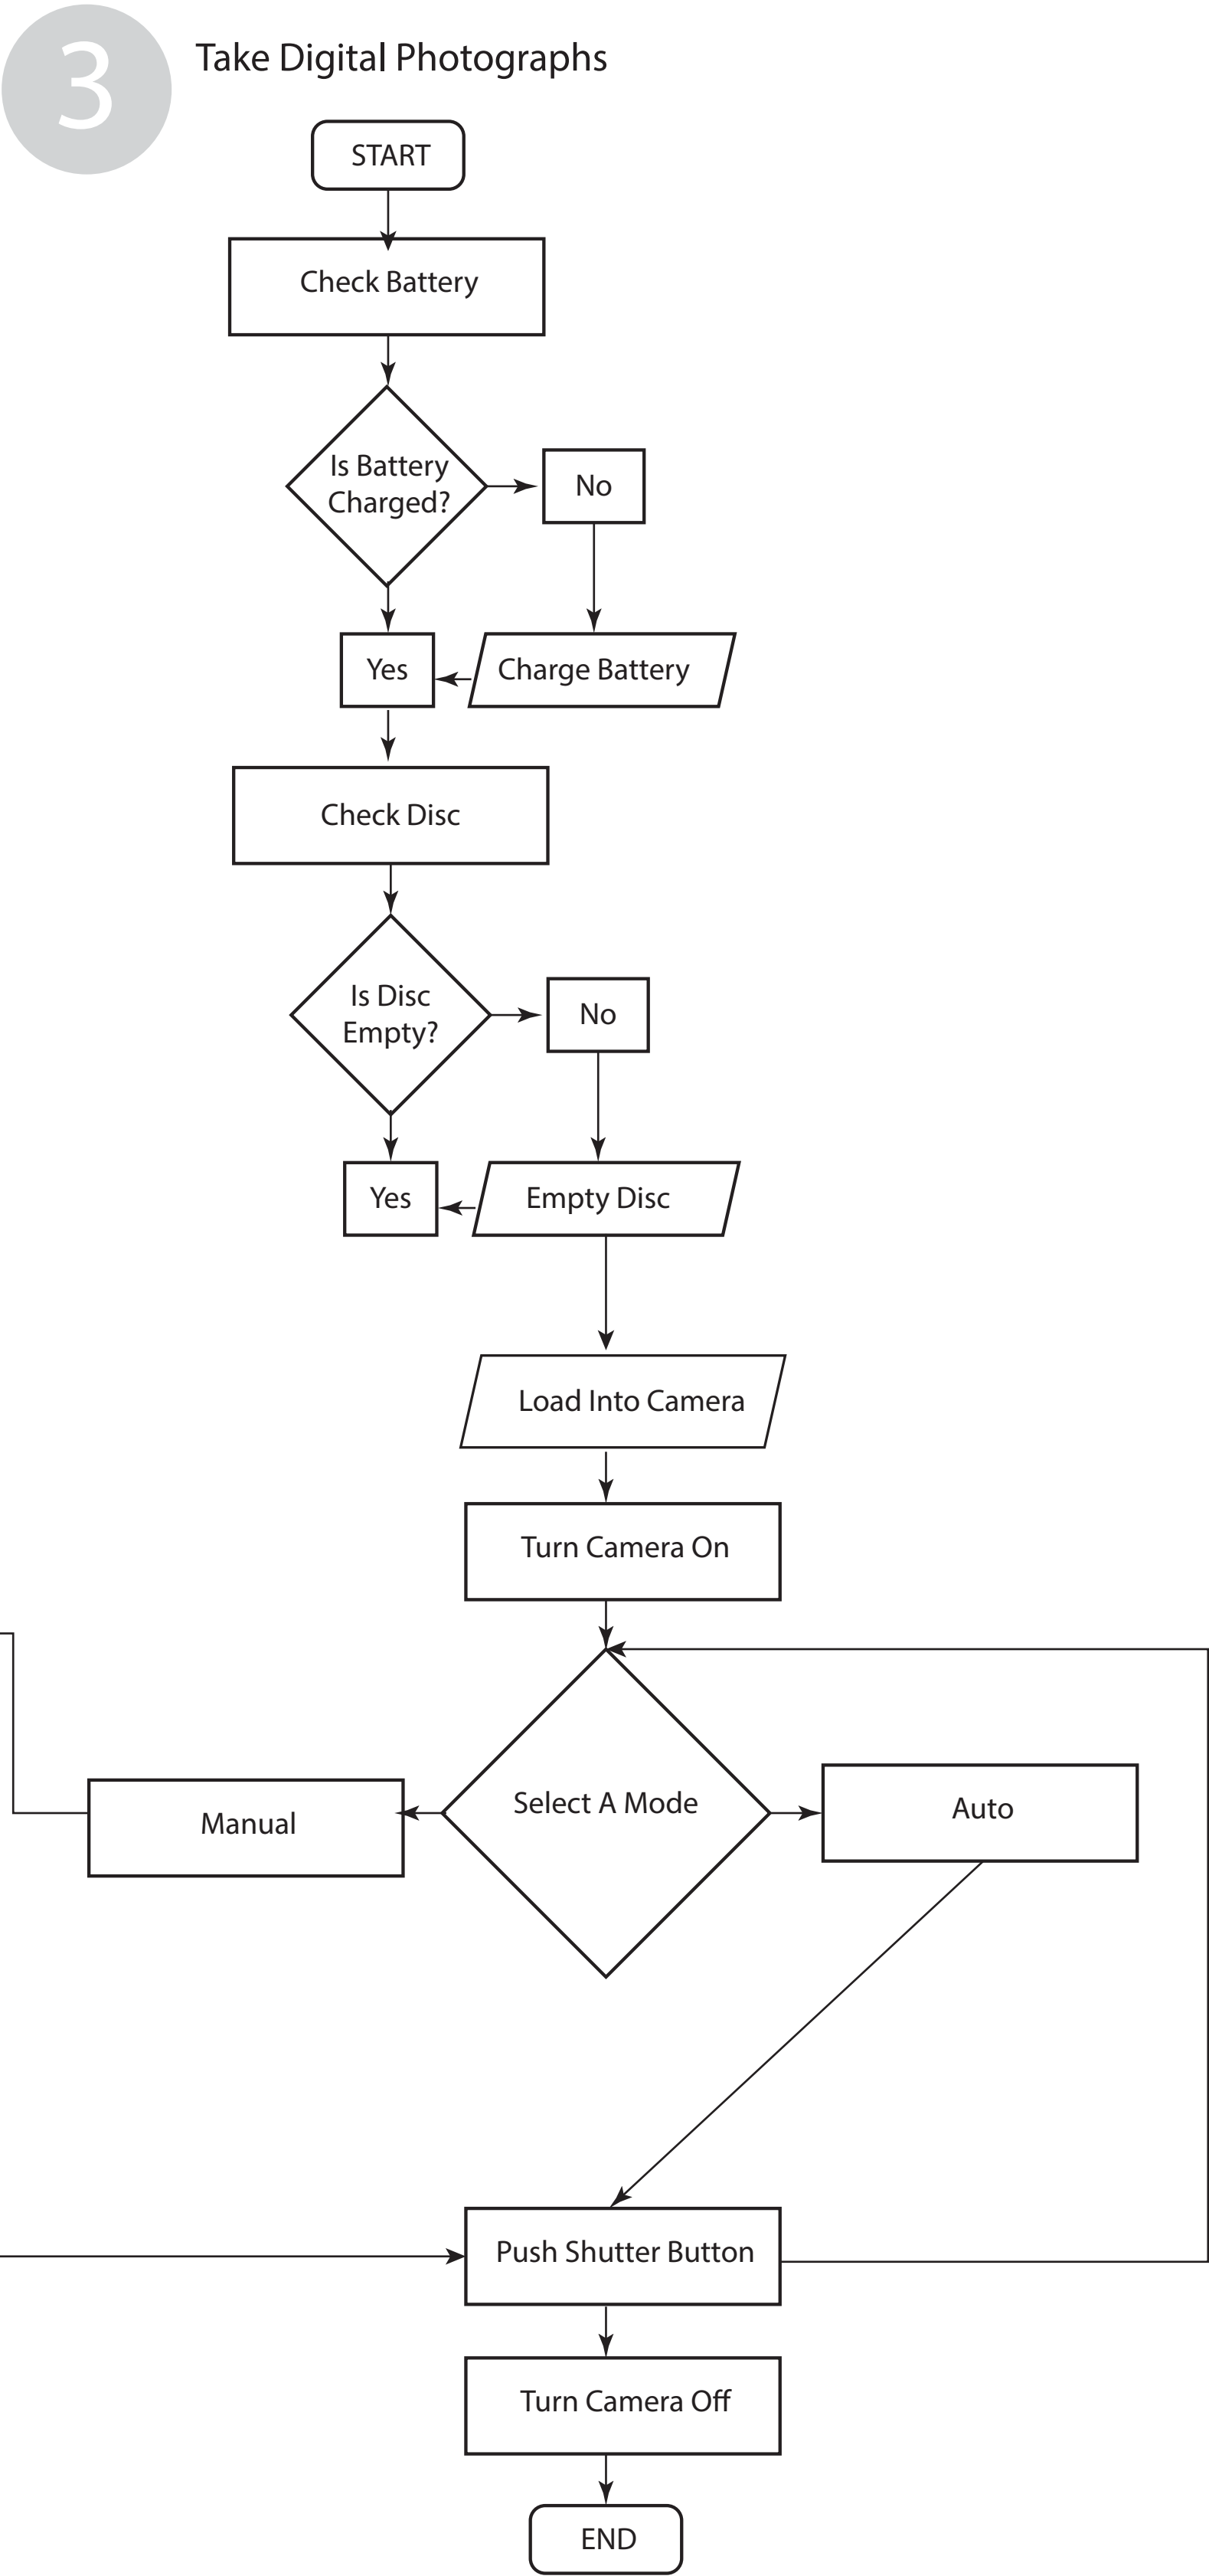 3
Take Digital Photographs
START
Check Battery
Is Battery
Charged?
No
Yes
Charge Battery
Check Disc
Is Disc
Empty?
No
Yes
Empty Disc
Load Into Camera
Turn Camera On
Select A Mode
Manual
Auto
Push Shutter Button
Turn Camera Off
END